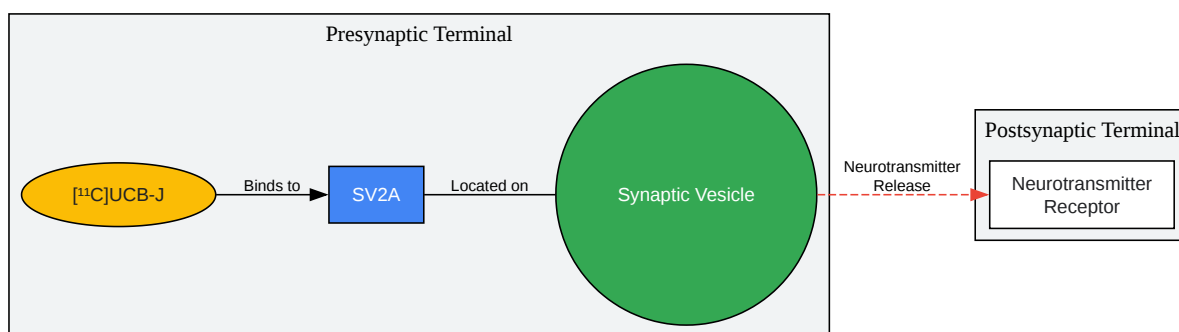 Presynaptic Terminal
[¹¹C]UCB-J
Binds to
SV2A
Located on
Synaptic Vesicle
Neurotransmitter
Release
Postsynaptic Terminal
Neurotransmitter
Receptor